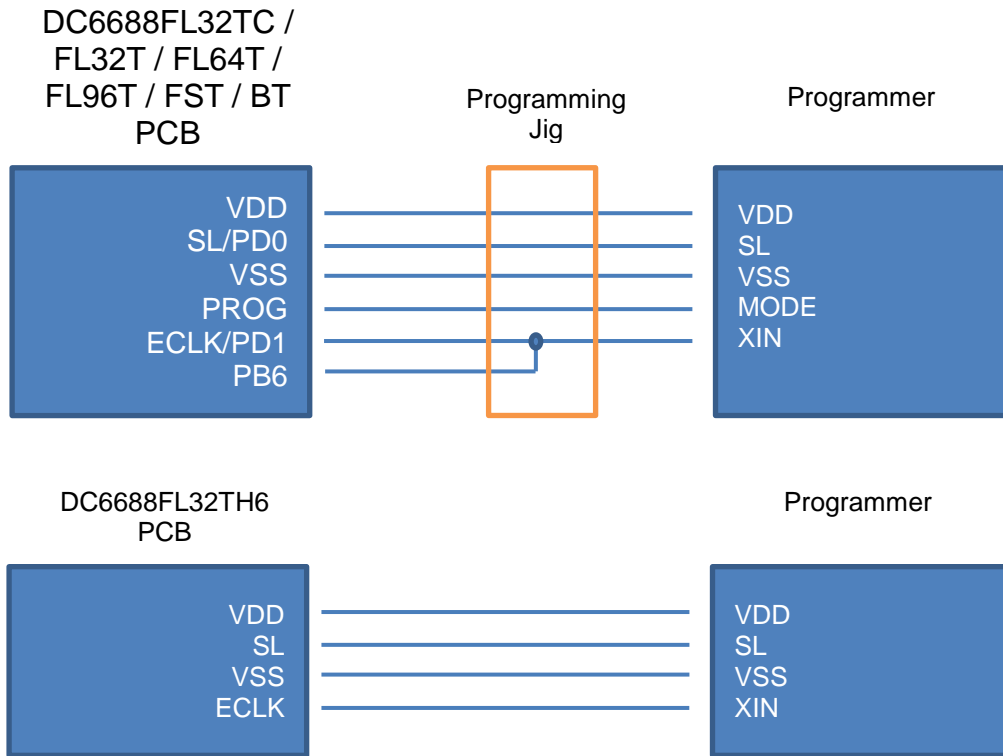 DC6688FL32TC /
FL32T / FL64T /
FL96T / FST / BT
PCB
Programming
Jig
Programmer
VDD
SL/PD0
VSS
PROG
ECLK/PD1
PB6
VDD
SL
VSS
MODE
XIN
DC6688FL32TH6
PCB
Programmer
VDD
SL
VSS
ECLK
VDD
SL
VSS
XIN